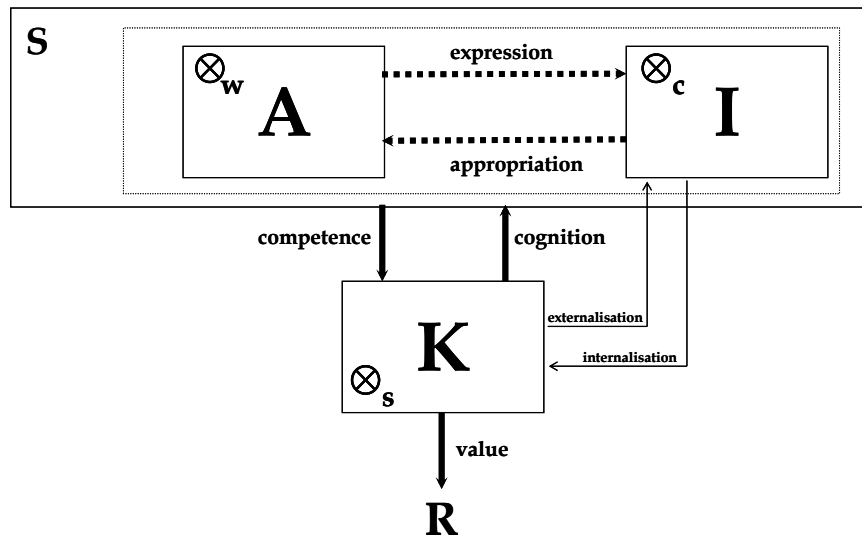 S
w
A
expression
c
I
appropriation
competence
cognition
K
externalisation
internalisation
s
value
R